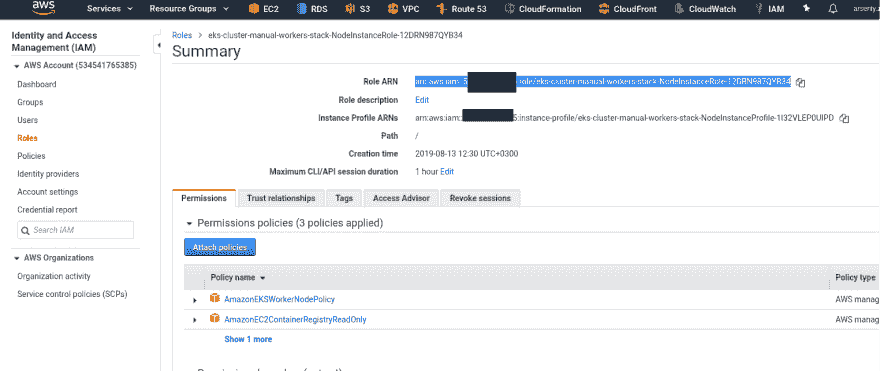 aws Services Resource Groups EC2 RDS S3 VPC Route 53 CloudFormation CloudFront CloudWatch IAM
Identity and Access Management (IAM)
AWS Account (534541765385)
Dashboard
Groups
Users
Roles
Policies
Identity providers
Account settings
Credential report
Search IAM
AWS Organizations
Organization activity
Service control policies (SCPs)
Roles eks-cluster-manual-workers-stack-NodeInstanceRole-12DRN987QYB34
Summary
Role ARN arn:aws:iam::5 role/eks-cluster-manual-workers-stack-NodeInstanceRole-12DRN987QYB34
Role description Edit
Instance Profile ARNs arn:aws:iam: 5:instance-profile/eks-cluster-manual-workers-stack-NodeInstanceProfile-1I32VLEP0UIPD
Path /
Creation time 2019-08-13 12:30 UTC+0300
Maximum CLI/API session duration 1 hour Edit
Permissions Trust relationships Tags Access Advisor Revoke sessions
Permissions policies (3 policies applied)
Attach policies
Policy name Policy type
AmazonEKSWorkerNodePolicy AWS manag
AmazonEC2ContainerRegistryReadOnly AWS manag
Show 1 more